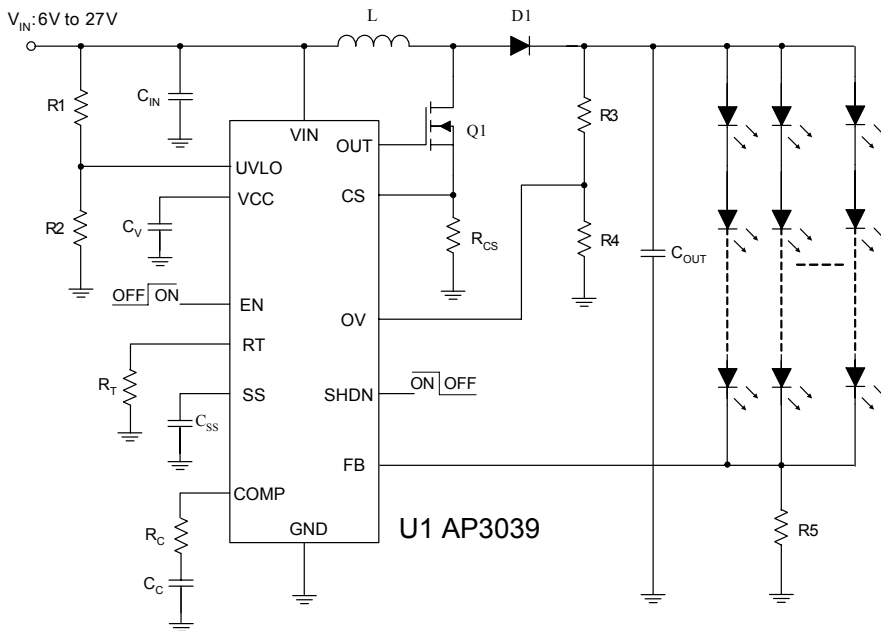 V_IN: 6V to 27V
L
D1
R1
C_IN
VIN
OUT
Q1
R3
UVLO
VCC
CS
R2
C_V
R_CS
R4
C_OUT
OFF ON
EN
OV
RT
R_T
SS
C_SS
SHDN
ON OFF
FB
COMP
R_C
GND
U1 AP3039
R5
C_C